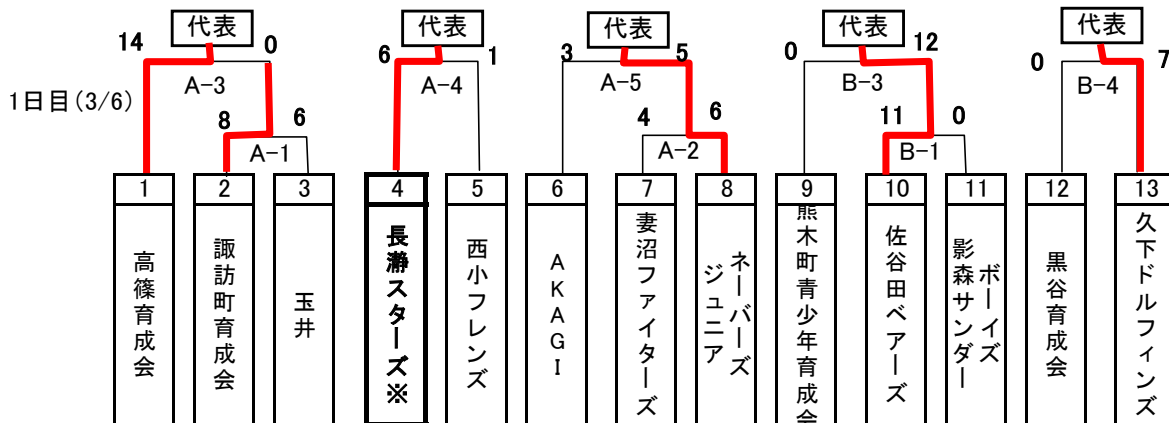 代表 代表 代表 代表 代表
14 0 6 1 3 5 0 12 0 7
A-3 A-4 A-5 B-3 B-4
1日目(3/6)
8 6 4 6 11 0
A-1 A-2 B-1
1 2 3 4 5 6 7 8 9 10 11 12 13
高篠育成会
諏訪町育成会
玉井
長瀞スターズ※
西小フレンズ
AKAGI
妻沼ファイターズ
ネーバーズ
ジュニア
熊木町青少年育成会
佐谷田ベアーズ
ボーイズ
影森サンダー
黒谷育成会
久下ドルフィンズ